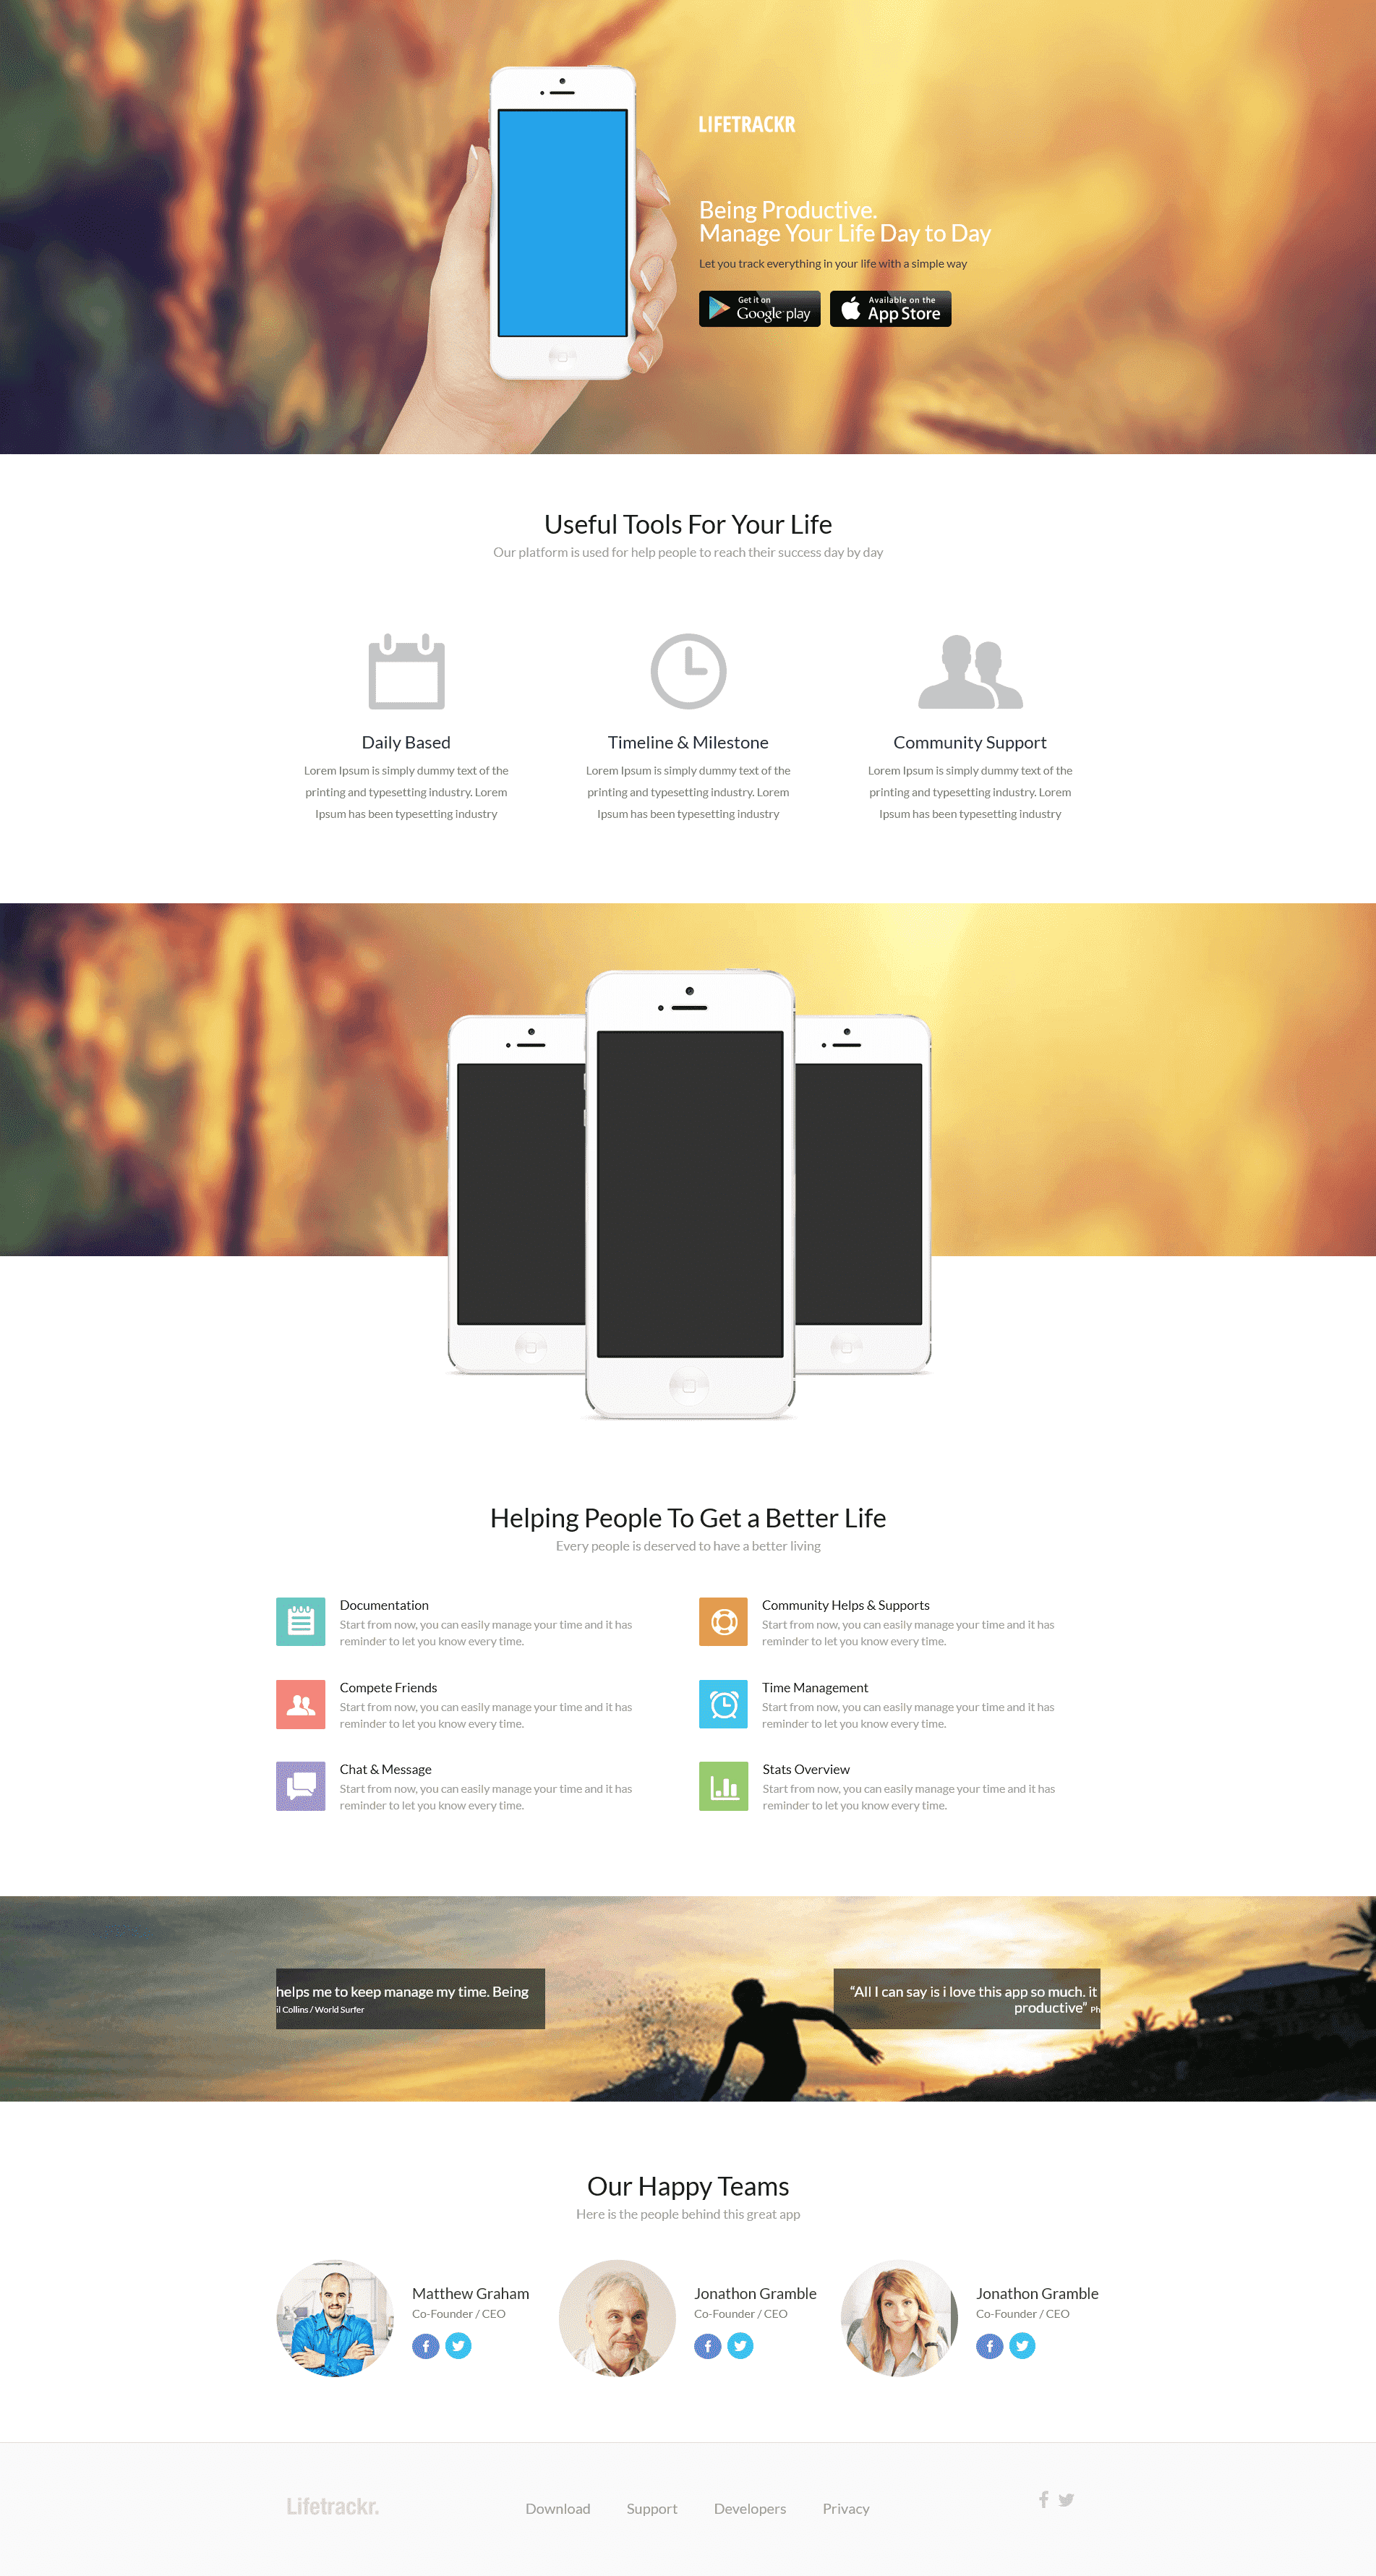 LIFETRACKR
Being Productive.
Manage Your Life Day to Day
Let you track everything in your life with a simple way
Get it on
Google play
Available on the
App Store
Useful Tools For Your Life
Our platform is used for help people to reach their success day by day
Daily Based
Lorem Ipsum is simply dummy text of the
printing and typesetting industry. Lorem
Ipsum has been typesetting industry
Timeline & Milestone
Lorem Ipsum is simply dummy text of the
printing and typesetting industry. Lorem
Ipsum has been typesetting industry
Community Support
Lorem Ipsum is simply dummy text of the
printing and typesetting industry. Lorem
Ipsum has been typesetting industry
Helping People To Get a Better Life
Every people is deserved to have a better living
Documentation
Start from now, you can easily manage your time and it has
reminder to let you know every time.
Community Helps & Supports
Start from now, you can easily manage your time and it has
reminder to let you know every time.
Compete Friends
Start from now, you can easily manage your time and it has
reminder to let you know every time.
Time Management
Start from now, you can easily manage your time and it has
reminder to let you know every time.
Chat & Message
Start from now, you can easily manage your time and it has
reminder to let you know every time.
Stats Overview
Start from now, you can easily manage your time and it has
reminder to let you know every time.
helps me to keep manage my time. Being
il Collins / World Surfer
“All I can say is i love this app so much. it
productive” Ph
Our Happy Teams
Here is the people behind this great app
Matthew Graham
Co-Founder / CEO
Jonathon Gramble
Co-Founder / CEO
Jonathon Gramble
Co-Founder / CEO
Lifetrackr.
Download
Support
Developers
Privacy